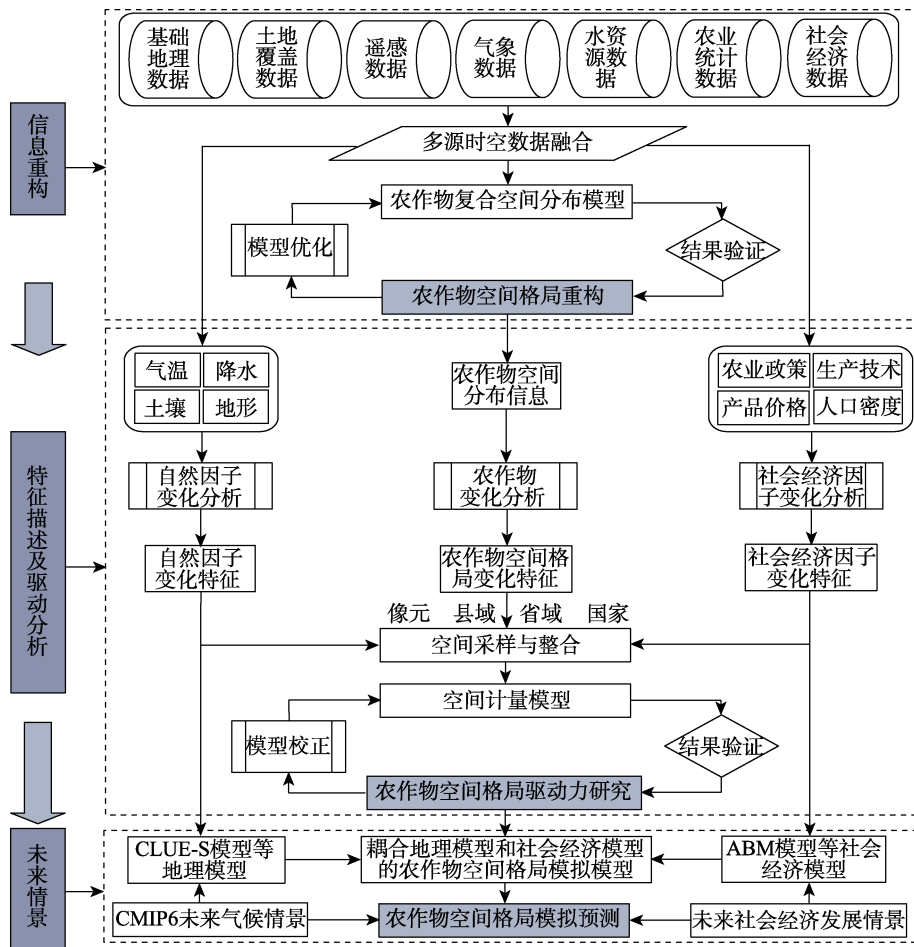 基础
地理
数据
土地
覆盖
数据
遥感
数据
气象
数据
水资
源数
据
农业
统计
数据
社会
经济
数据
信息重构
多源时空数据融合
农作物复合空间分布模型
模型优化
结果验证
农作物空间格局重构
气温
降水
土壤
地形
农作物空间
分布信息
农业政策
生产技术
产品价格
人口密度
特征描述及驱动分析
自然因子
变化分析
农作物
变化分析
社会经济因
子变化分析
自然因子
变化特征
农作物空间格
局变化特征
社会经济因子
变化特征
像元 县域 省域 国家
空间采样与整合
空间计量模型
模型校正
结果验证
农作物空间格局驱动力研究
未来情景
CLUE-S模型等
地理模型
耦合地理模型和社会经济模型
的农作物空间格局模拟模型
ABM模型等社会
经济模型
CMIP6未来气候情景
农作物空间格局模拟预测
未来社会经济发展情景